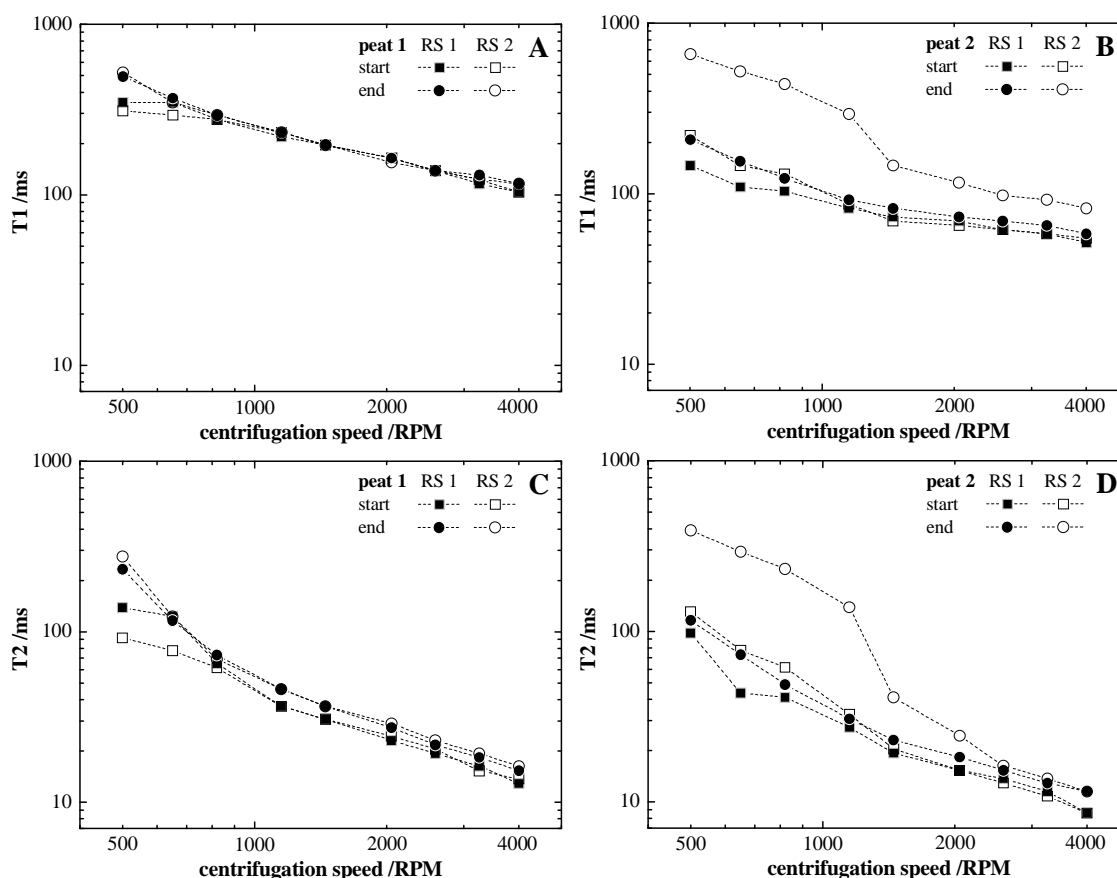 1000
100
10
T1 /ms
peat 1 RS 1 RS 2
start
end
A
500 1000 2000 4000
centrifugation speed /RPM
1000
100
10
T1 /ms
peat 2 RS 1 RS 2
start
end
B
500 1000 2000 4000
centrifugation speed /RPM
1000
100
10
T2 /ms
peat 1 RS 1 RS 2
start
end
C
500 1000 2000 4000
centrifugation speed /RPM
1000
100
10
T2 /ms
peat 2 RS 1 RS 2
start
end
D
500 1000 2000 4000
centrifugation speed /RPM